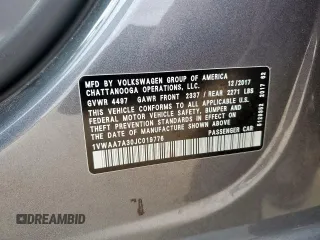 MFD BY VOLKSWAGEN GROUP OF AMERICA
CHATTANOOGA OPERATIONS, LLC. 12/2017
GVWR 4497 GAWR FRONT 2337 / REAR 2271 LBS
THIS VEHICLE CONFORMS TO ALL APPLICABLE
FEDERAL MOTOR VEHICLE SAFETY, BUMPER AND
THEFT PREVENTION STANDARDS IN EFFECT
ON THE DATE OF MANUFACTURE SHOWN ABOVE
1VWAA7A30JC019776 PASSENGER CAR
2017 02
DREAMBID